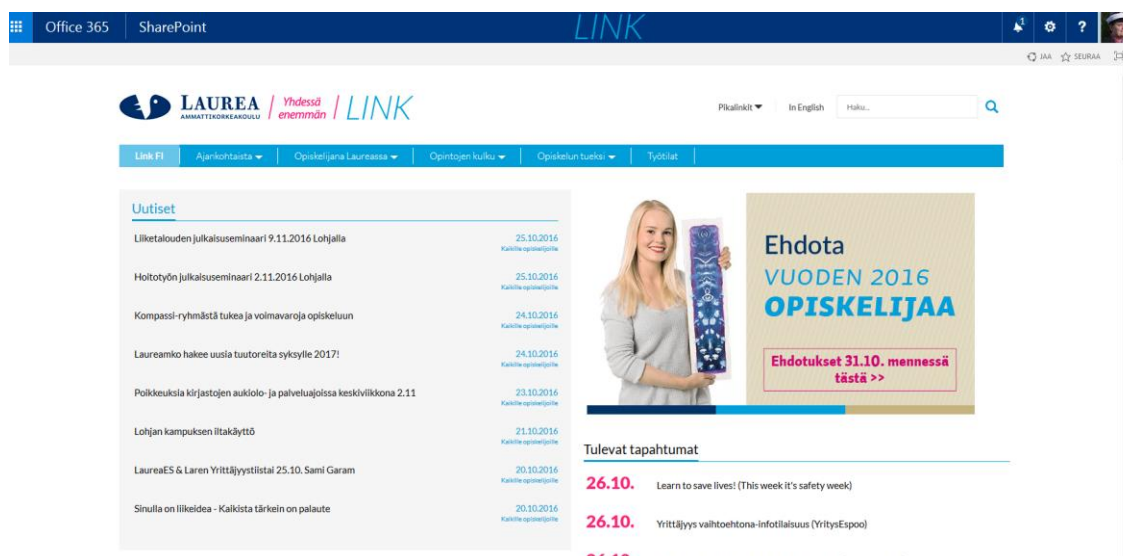 Office 365 SharePoint LINK 1 ?
JAA SEURAA
LAUREA AMMATTIKORKEAKOULU Yhdessä enemmän LINK
Pikalinkit In English Haku...
Link FI Ajankohtaista Opiskelijana Laureassa Opintojen kulku Opiskelun tueksi Työtilat
Uutiset
Liiketalouden julkaisuseminaari 9.11.2016 Lohjalla 25.10.2016
Kaikille opiskelijoille
Hoitotyön julkaisuseminaari 2.11.2016 Lohjalla 25.10.2016
Kaikille opiskelijoille
Kompassi-ryhmästä tukea ja voimavaroja opiskeluun 24.10.2016
Kaikille opiskelijoille
Laureamko hakee uusia tuutoreita syksylle 2017! 24.10.2016
Kaikille opiskelijoille
Poikkeuksia kirjastojen aukiolo- ja palveluajoissa keskiviikkona 2.11 23.10.2016
Kaikille opiskelijoille
Lohjan kampuksen iltakäyttö 21.10.2016
Kaikille opiskelijoille
LaureaES & Laren Yrittäjyystiistai 25.10. Sami Garam 20.10.2016
Kaikille opiskelijoille
Sinulla on liikeidea - Kaikista tärkein on palaute 20.10.2016
Kaikille opiskelijoille
Ehdota
VUODEN 2016
OPISKELIJAA
Ehdotukset 31.10. mennessä
tästä >>
Tulevat tapahtumat
26.10. Learn to save lives! (This week it's safety week)
26.10. Yrittäjyys vaihtoehtona-infotilaisuus (YritysEspoo)